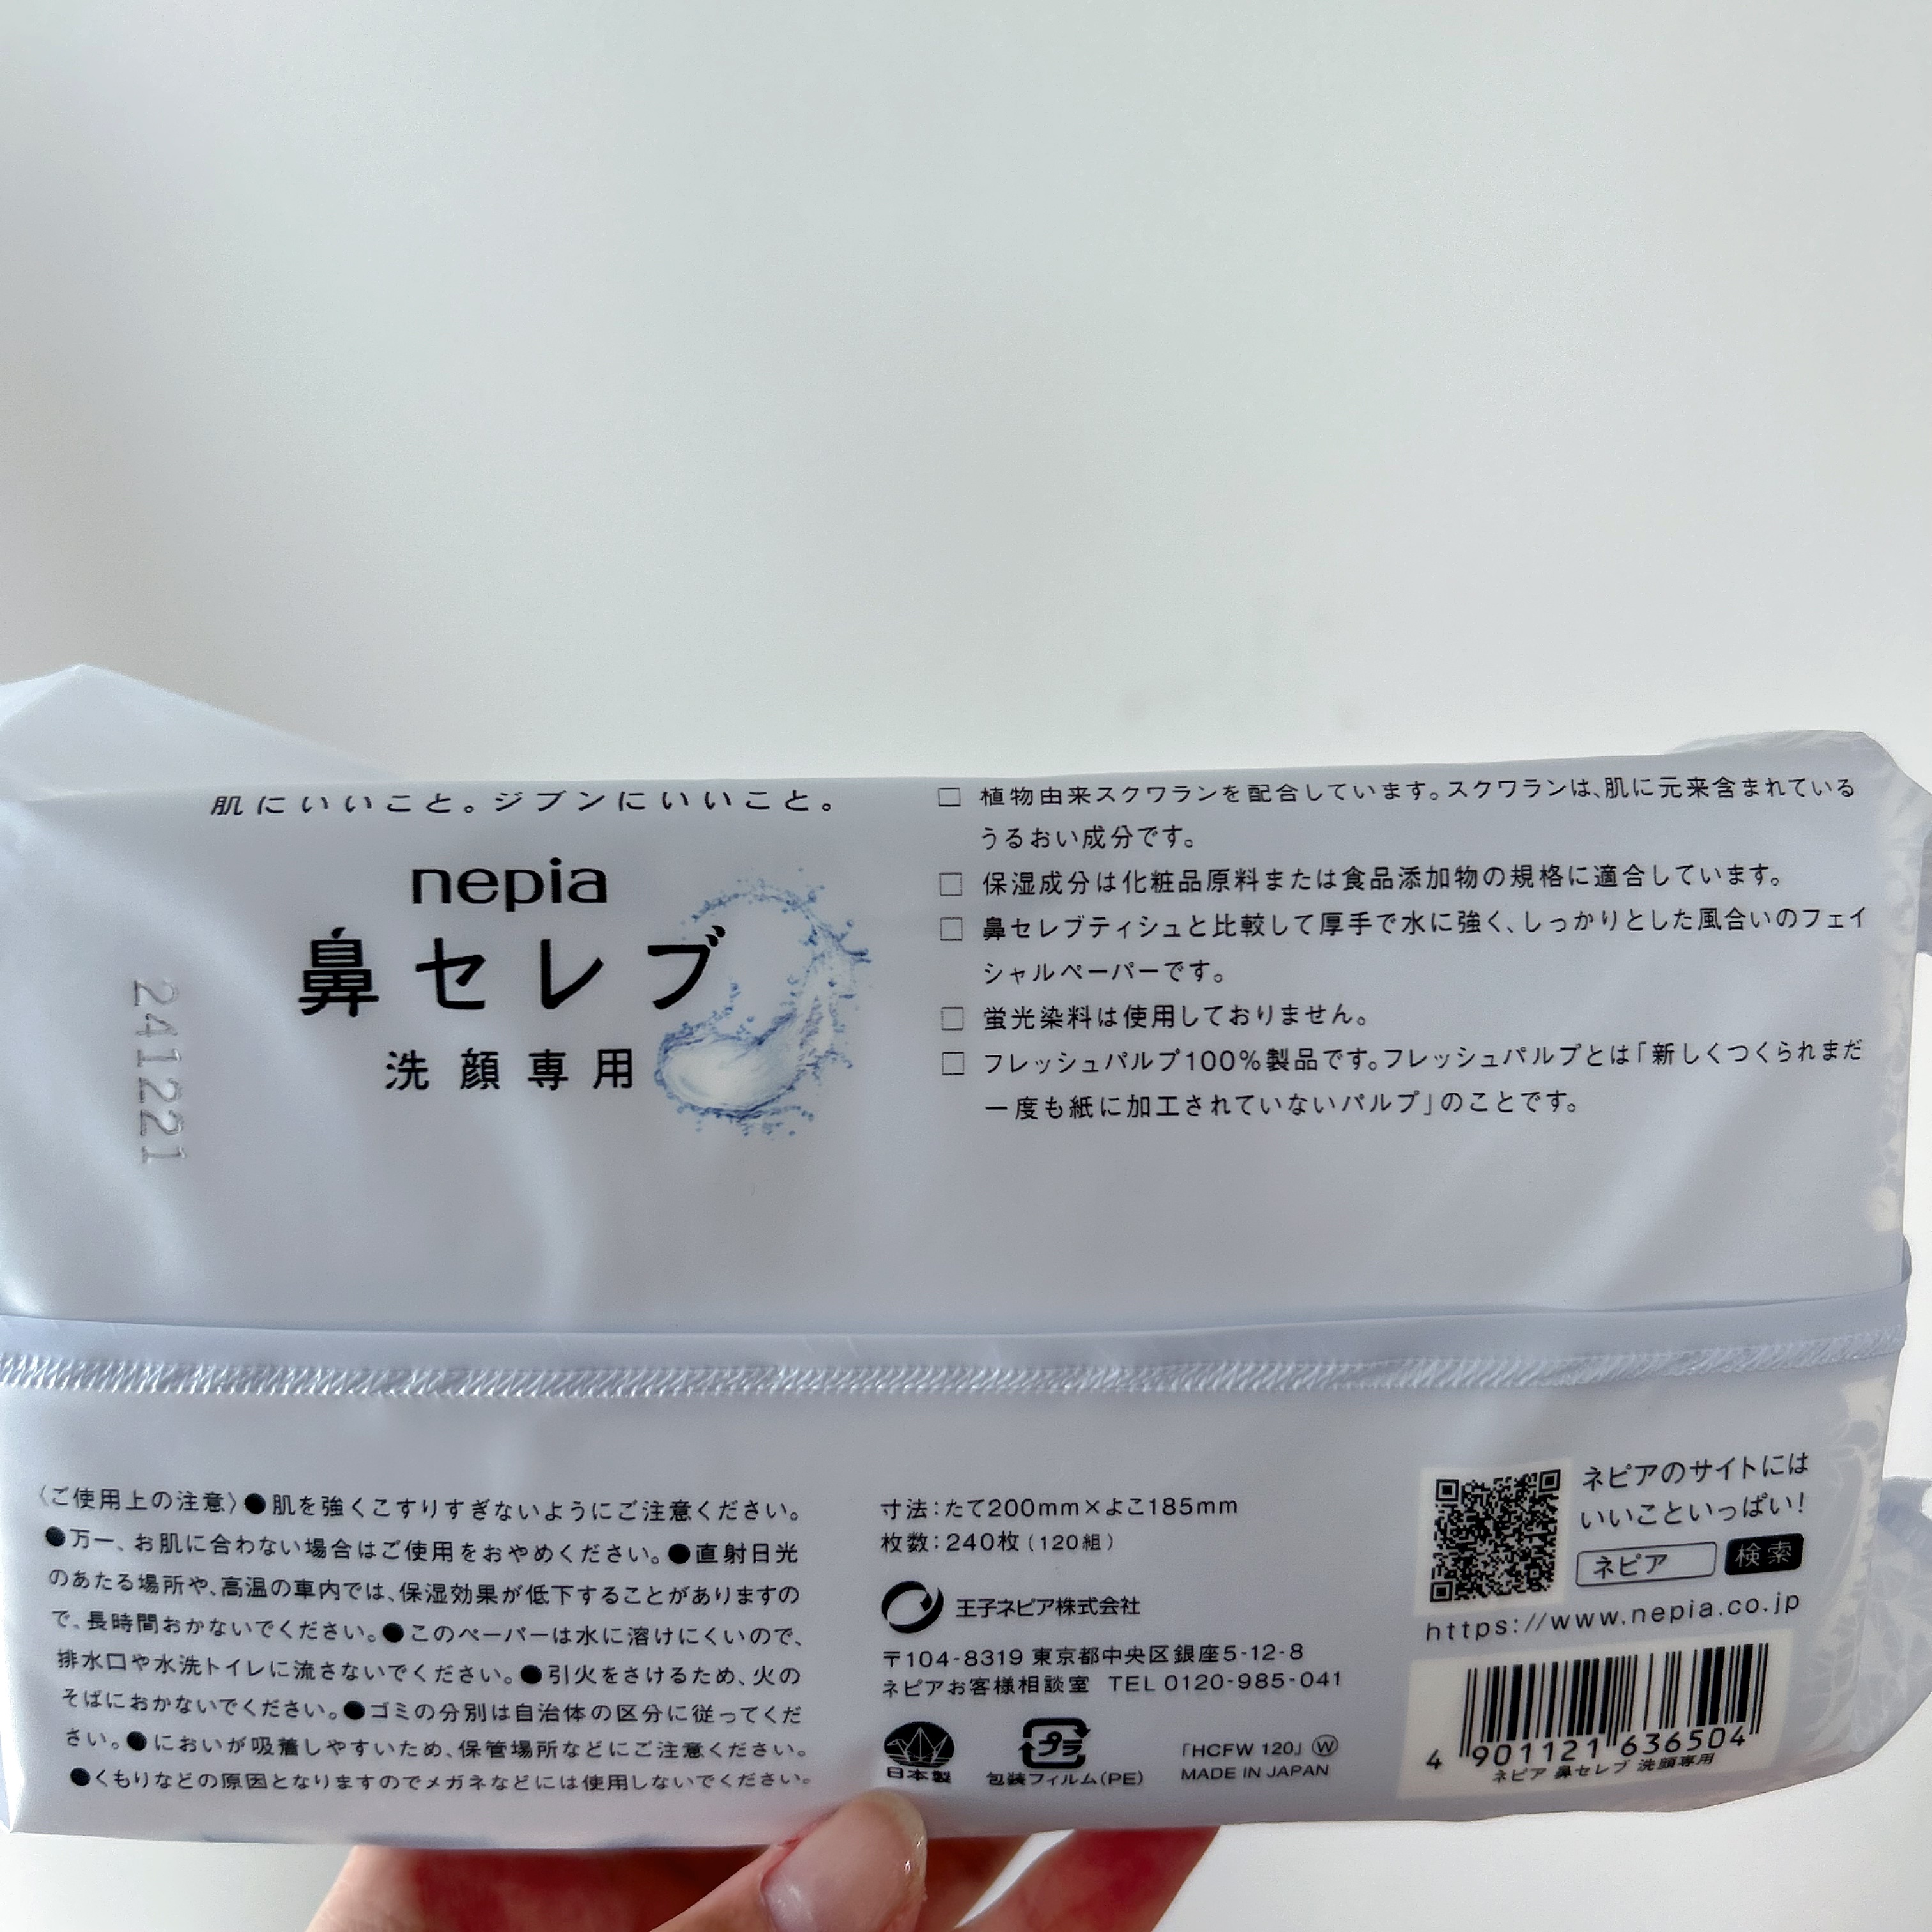 肌にいいこと。ジブンにいいこと。
nepia
鼻セレブ
洗顔専用
241221
□ 植物由来スクワランを配合しています。スクワランは、肌に元来含まれている
うるおい成分です。
□ 保湿成分は化粧品原料または食品添加物の規格に適合しています。
□ 鼻セレブティシュと比較して厚手で水に強く、しっかりとした風合いのフェイ
シャルペーパーです。
□ 蛍光染料は使用しておりません。
□ フレッシュパルプ100%製品です。フレッシュパルプとは「新しくつくられまだ
一度も紙に加工されていないパルプ」のことです。
〈ご使用上の注意〉●肌を強くこすりすぎないようにご注意ください。
●万一、お肌に合わない場合はご使用をおやめください。●直射日光
のあたる場所や、高温の車内では、保湿効果が低下することがありますの
で、長時間おかないでください。●このペーパーは水に溶けにくいので、
排水口や水洗トイレに流さないでください。●引火をさけるため、火の
そばにおかないでください。●ゴミの分別は自治体の区分に従ってくだ
さい。●においが吸着しやすいため、保管場所などにご注意ください。
●くもりなどの原因となりますのでメガネなどには使用しないでください。
寸法：たて200mm×よこ185mm
枚数：240枚（120組）
王子ネピア株式会社
〒104-8319 東京都中央区銀座5-12-8
ネピアお客様相談室 TEL 0120-985-041
日本製
プラ
包装フィルム(PE)
「HCFW 120」Ⓦ
MADE IN JAPAN
ネピアのサイトには
いいこといっぱい！
ネピア 検索
https://www.nepia.co.jp
4 901121 636504
ネピア 鼻セレブ 洗顔専用